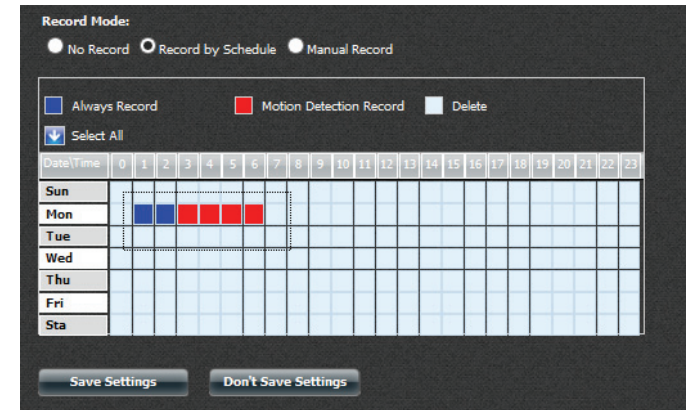 Record Mode:
No Record Record by Schedule Manual Record
Always Record Motion Detection Record Delete
Select All
Date\Time 0 1 2 3 4 5 6 7 8 9 10 11 12 13 14 15 16 17 18 19 20 21 22 23
Sun
Mon
Tue
Wed
Thu
Fri
Sta
Save Settings Don't Save Settings